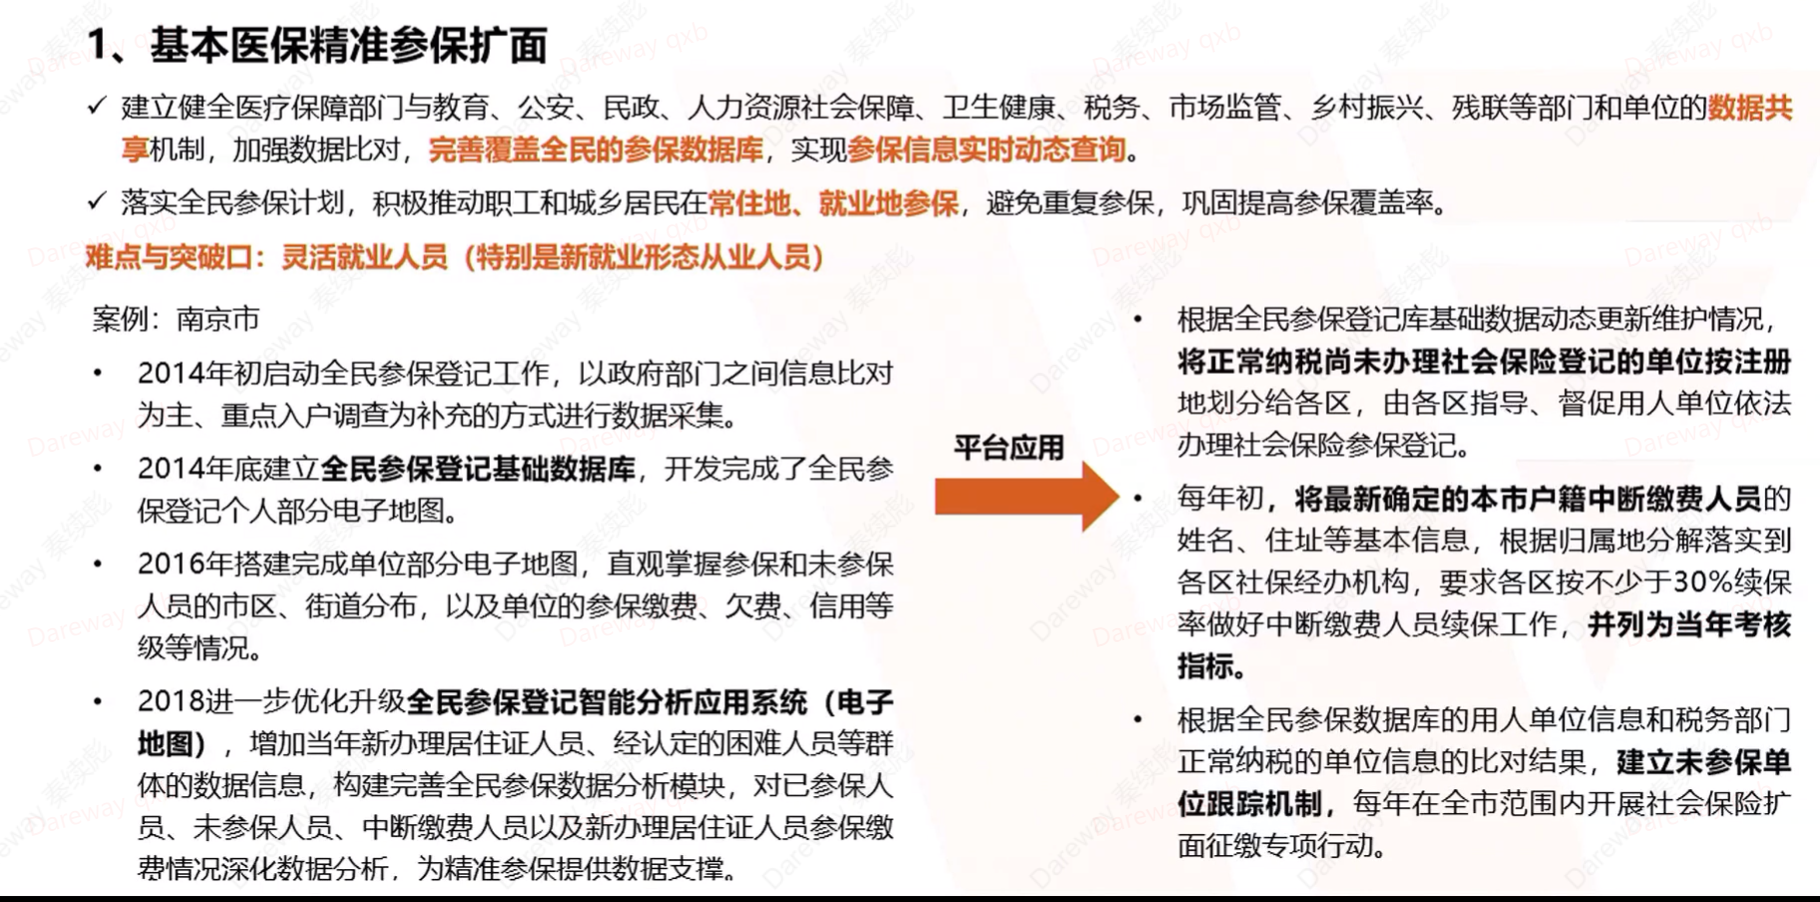 1、基本医保精准参保扩面
✓ 建立健全医疗保障部门与教育、公安、民政、人力资源社会保障、卫生健康、税务、市场监管、乡村振兴、残联等部门和单位的数据共
享机制，加强数据比对，完善覆盖全民的参保数据库，实现参保信息实时动态查询。
✓ 落实全民参保计划，积极推动职工和城乡居民在常住地、就业地参保，避免重复参保，巩固提高参保覆盖率。
难点与突破口：灵活就业人员（特别是新就业形态从业人员）
案例：南京市
• 2014年初启动全民参保登记工作，以政府部门之间信息比对
为主、重点入户调查为补充的方式进行数据采集。
• 2014年底建立全民参保登记基础数据库，开发完成了全民参
保登记个人部分电子地图。
• 2016年搭建完成单位部分电子地图，直观掌握参保和未参保
人员的市区、街道分布，以及单位的参保缴费、欠费、信用等
级等情况。
• 2018进一步优化升级全民参保登记智能分析应用系统（电子
地图），增加当年新办理居住证人员、经认定的困难人员等群
体的数据信息，构建完善全民参保数据分析模块，对已参保人
员、未参保人员、中断缴费人员以及新办理居住证人员参保缴
费情况深化数据分析，为精准参保提供数据支撑。
平台应用
• 根据全民参保登记库基础数据动态更新维护情况，
将正常纳税尚未办理社会保险登记的单位按注册
地划分给各区，由各区指导、督促用人单位依法
办理社会保险参保登记。
• 每年初，将最新确定的本市户籍中断缴费人员的
姓名、住址等基本信息，根据归属地分解落实到
各区社保经办机构，要求各区按不少于30%续保
率做好中断缴费人员续保工作，并列为当年考核
指标。
• 根据全民参保数据库的用人单位信息和税务部门
正常纳税的单位信息的比对结果，建立未参保单
位跟踪机制，每年在全市范围内开展社会保险扩
面征缴专项行动。
Dareway 秦续彪
Dareway qxb